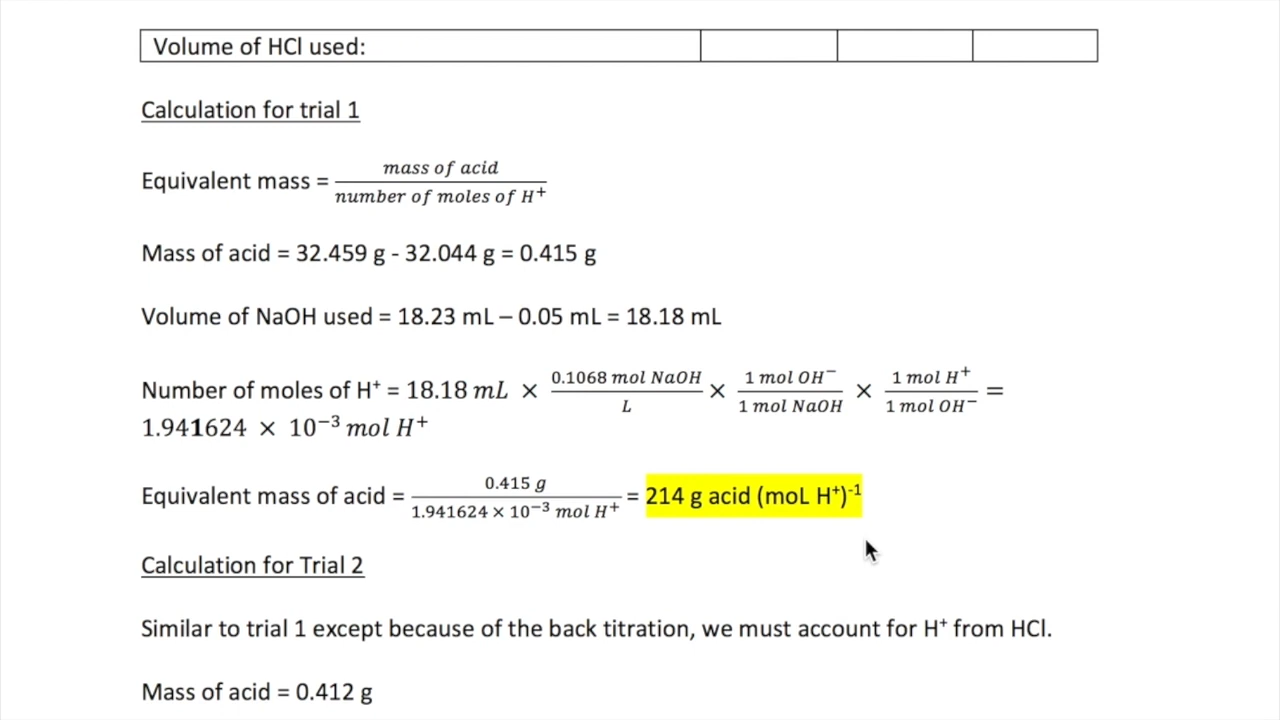 Volume of HCl used:
Calculation for trial 1
Equivalent mass = mass of acid / number of moles of H⁺
Mass of acid = 32.459 g - 32.044 g = 0.415 g
Volume of NaOH used = 18.23 mL – 0.05 mL = 18.18 mL
Number of moles of H⁺ = 18.18 mL × 0.1068 mol NaOH / L × 1 mol OH⁻ / 1 mol NaOH × 1 mol H⁺ / 1 mol OH⁻ =
1.941624 × 10⁻³ mol H⁺
Equivalent mass of acid = 0.415 g / 1.941624 × 10⁻³ mol H⁺ = 214 g acid (moL H⁺)⁻¹
Calculation for Trial 2
Similar to trial 1 except because of the back titration, we must account for H⁺ from HCl.
Mass of acid = 0.412 g